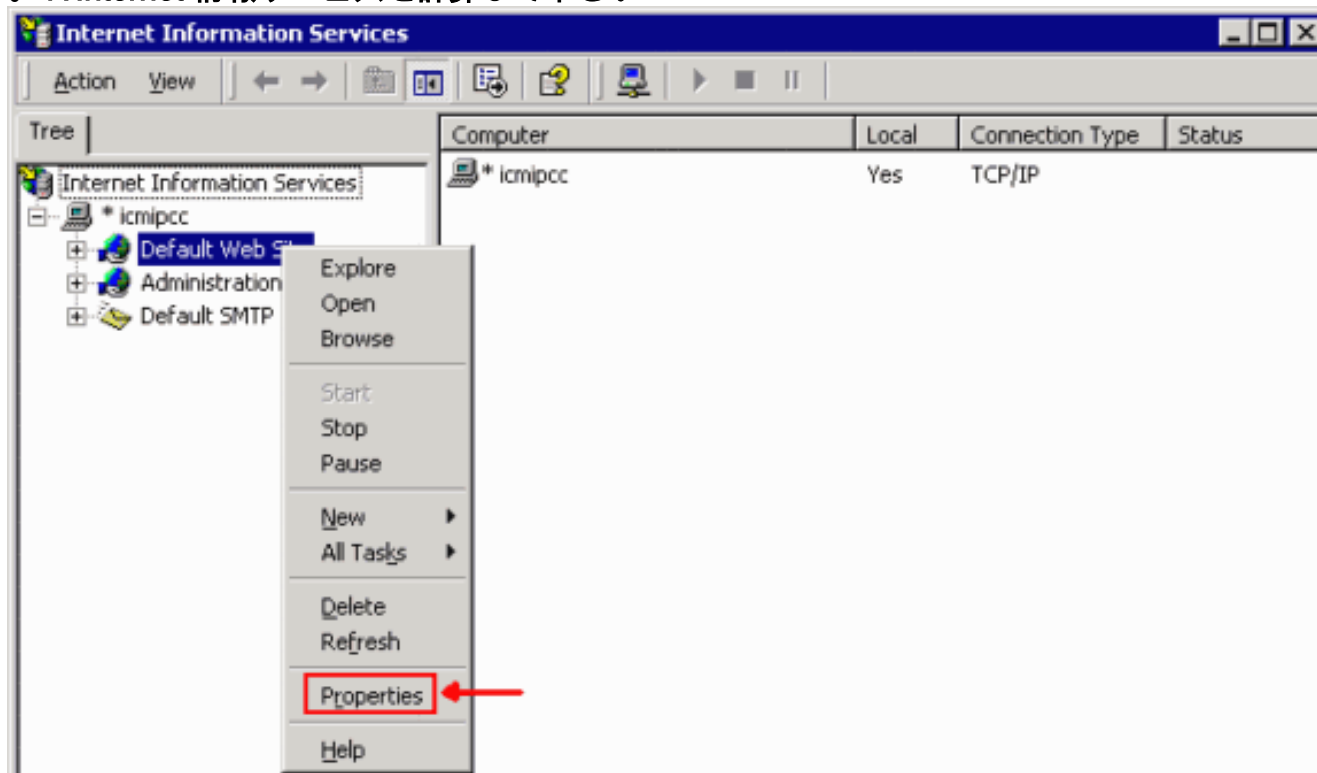 Internet Information Services
Action View
Tree
Computer Local Connection Type Status
Internet Information Services
* icmipcc Yes TCP/IP
* icmipcc
Default Web
Administration
Default SMTP
Explore
Open
Browse
Start
Stop
Pause
New
All Tasks
Delete
Refresh
Properties
Help